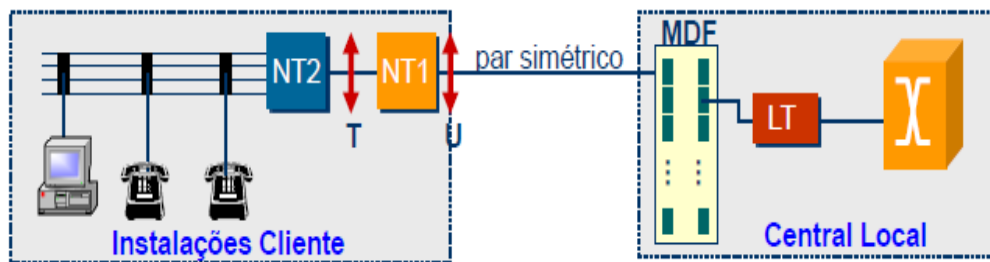 MDF
NT2
NT1
par simétrico
LT
T
U
Instalações Cliente
Central Local